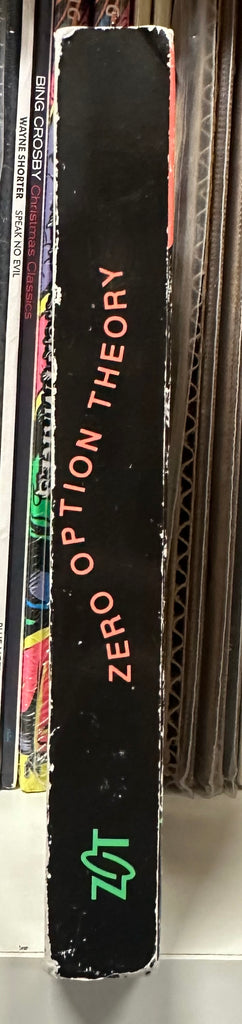 WAYNE SHORTER SPEAK NO EVIL
BING CROSBY Christmas Classics
ZERO OPTION THEORY
ZOT